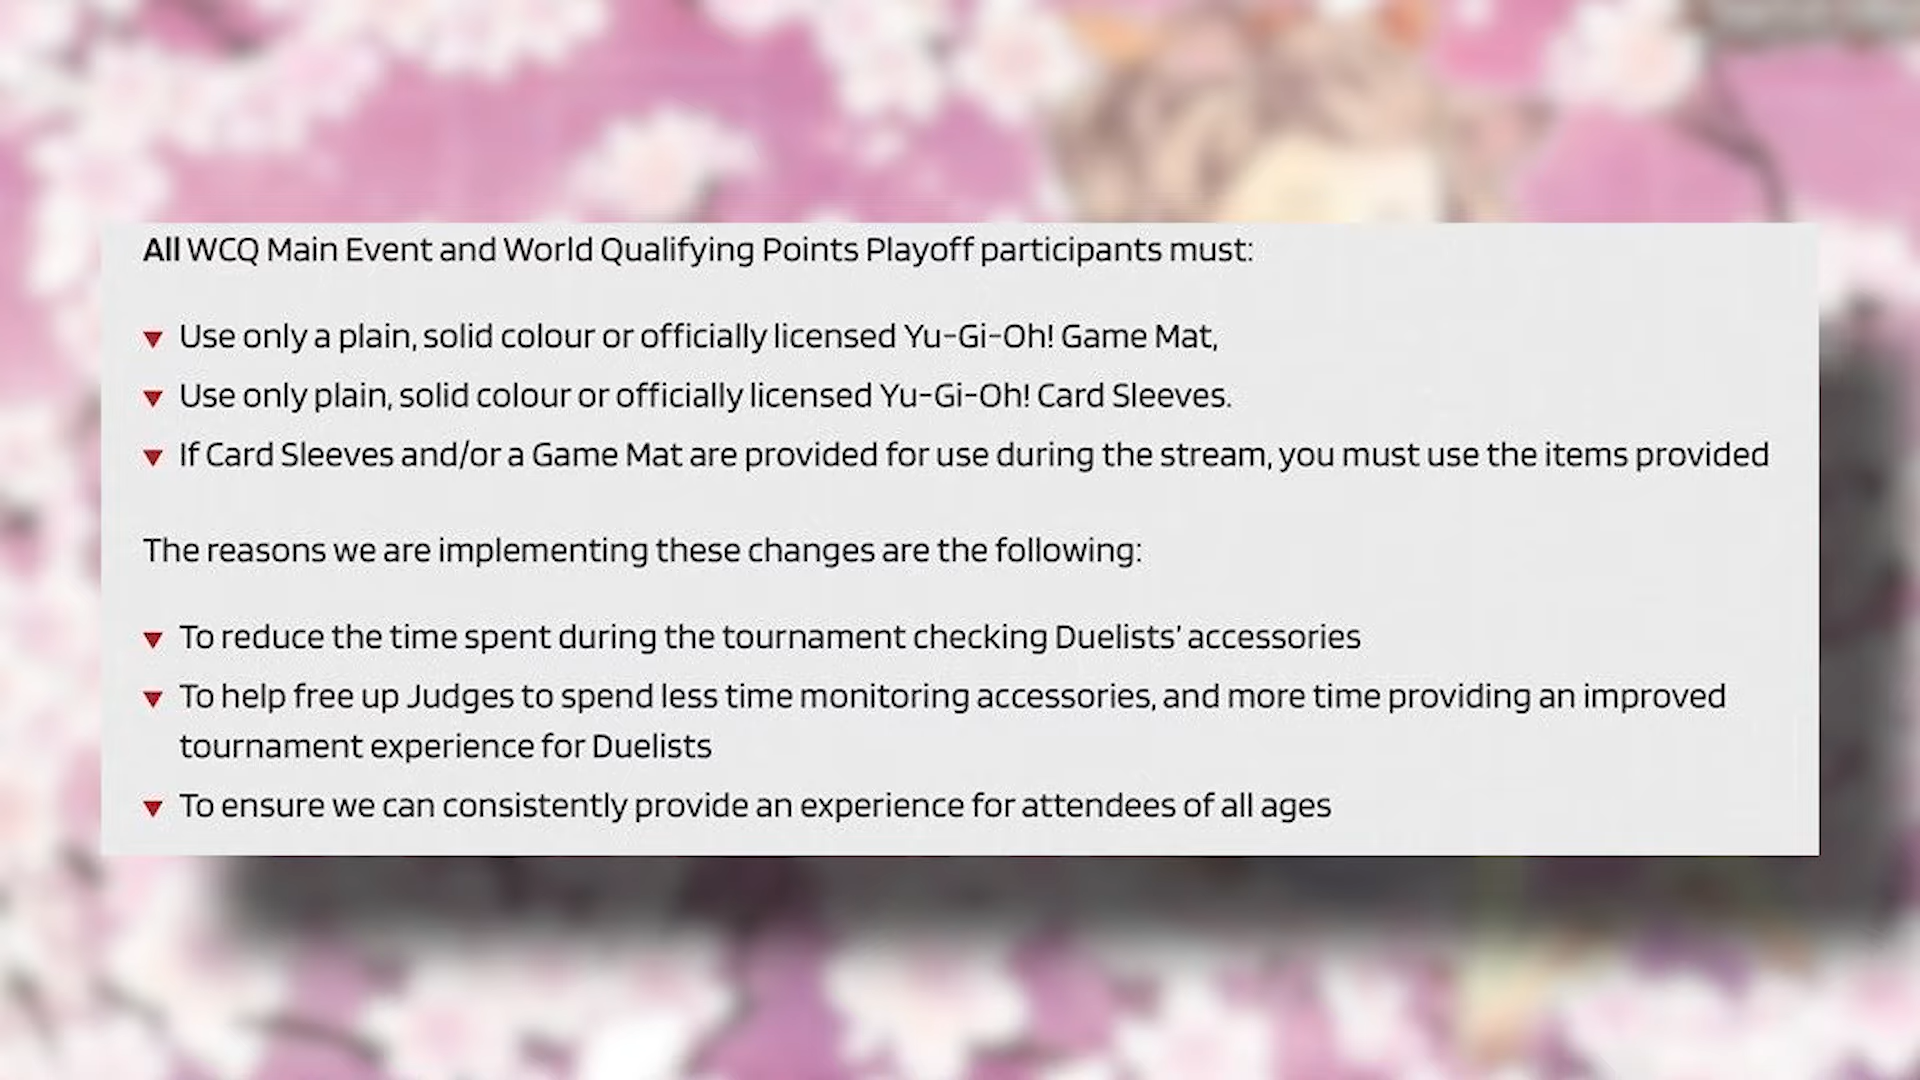 All WCQ Main Event and World Qualifying Points Playoff participants must:
Use only a plain, solid colour or officially licensed Yu-Gi-Oh! Game Mat,
Use only plain, solid colour or officially licensed Yu-Gi-Oh! Card Sleeves.
If Card Sleeves and/or a Game Mat are provided for use during the stream, you must use the items provided
The reasons we are implementing these changes are the following:
To reduce the time spent during the tournament checking Duelists’ accessories
To help free up Judges to spend less time monitoring accessories, and more time providing an improved
tournament experience for Duelists
To ensure we can consistently provide an experience for attendees of all ages